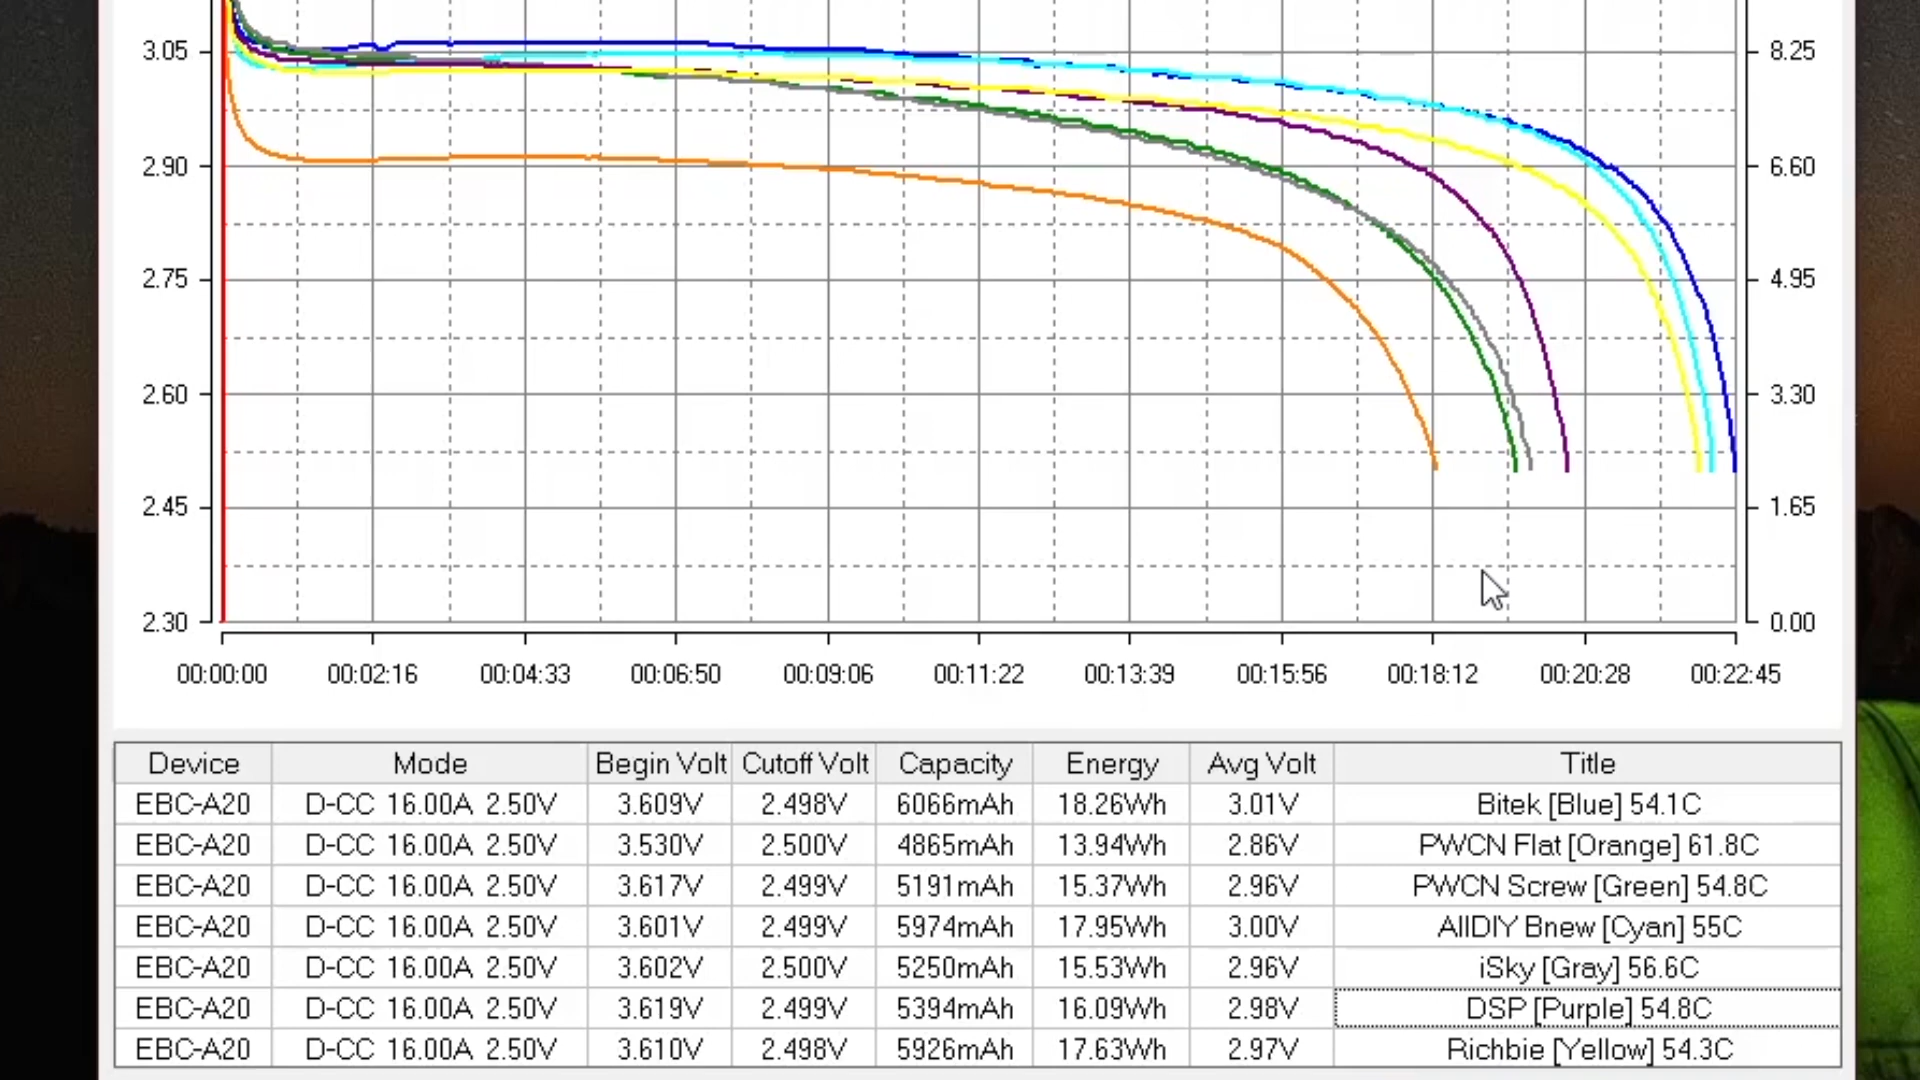 3.05 8.25
2.90 6.60
2.75 4.95
2.60 3.30
2.45 1.65
2.30 0.00
00:00:00 00:02:16 00:04:33 00:06:50 00:09:06 00:11:22 00:13:39 00:15:56 00:18:12 00:20:28 00:22:45
Device Mode Begin Volt Cutoff Volt Capacity Energy Avg Volt Title
EBC-A20 D-CC 16.00A 2.50V 3.609V 2.498V 6066mAh 18.26Wh 3.01V Bitek [Blue] 54.1C
EBC-A20 D-CC 16.00A 2.50V 3.530V 2.500V 4865mAh 13.94Wh 2.86V PWCN Flat [Orange] 61.8C
EBC-A20 D-CC 16.00A 2.50V 3.617V 2.499V 5191mAh 15.37Wh 2.96V PWCN Screw [Green] 54.8C
EBC-A20 D-CC 16.00A 2.50V 3.601V 2.499V 5974mAh 17.95Wh 3.00V AllDIY Bnew [Cyan] 55C
EBC-A20 D-CC 16.00A 2.50V 3.602V 2.500V 5250mAh 15.53Wh 2.96V iSky [Gray] 56.6C
EBC-A20 D-CC 16.00A 2.50V 3.619V 2.499V 5394mAh 16.09Wh 2.98V DSP [Purple] 54.8C
EBC-A20 D-CC 16.00A 2.50V 3.610V 2.498V 5926mAh 17.63Wh 2.97V Richbie [Yellow] 54.3C